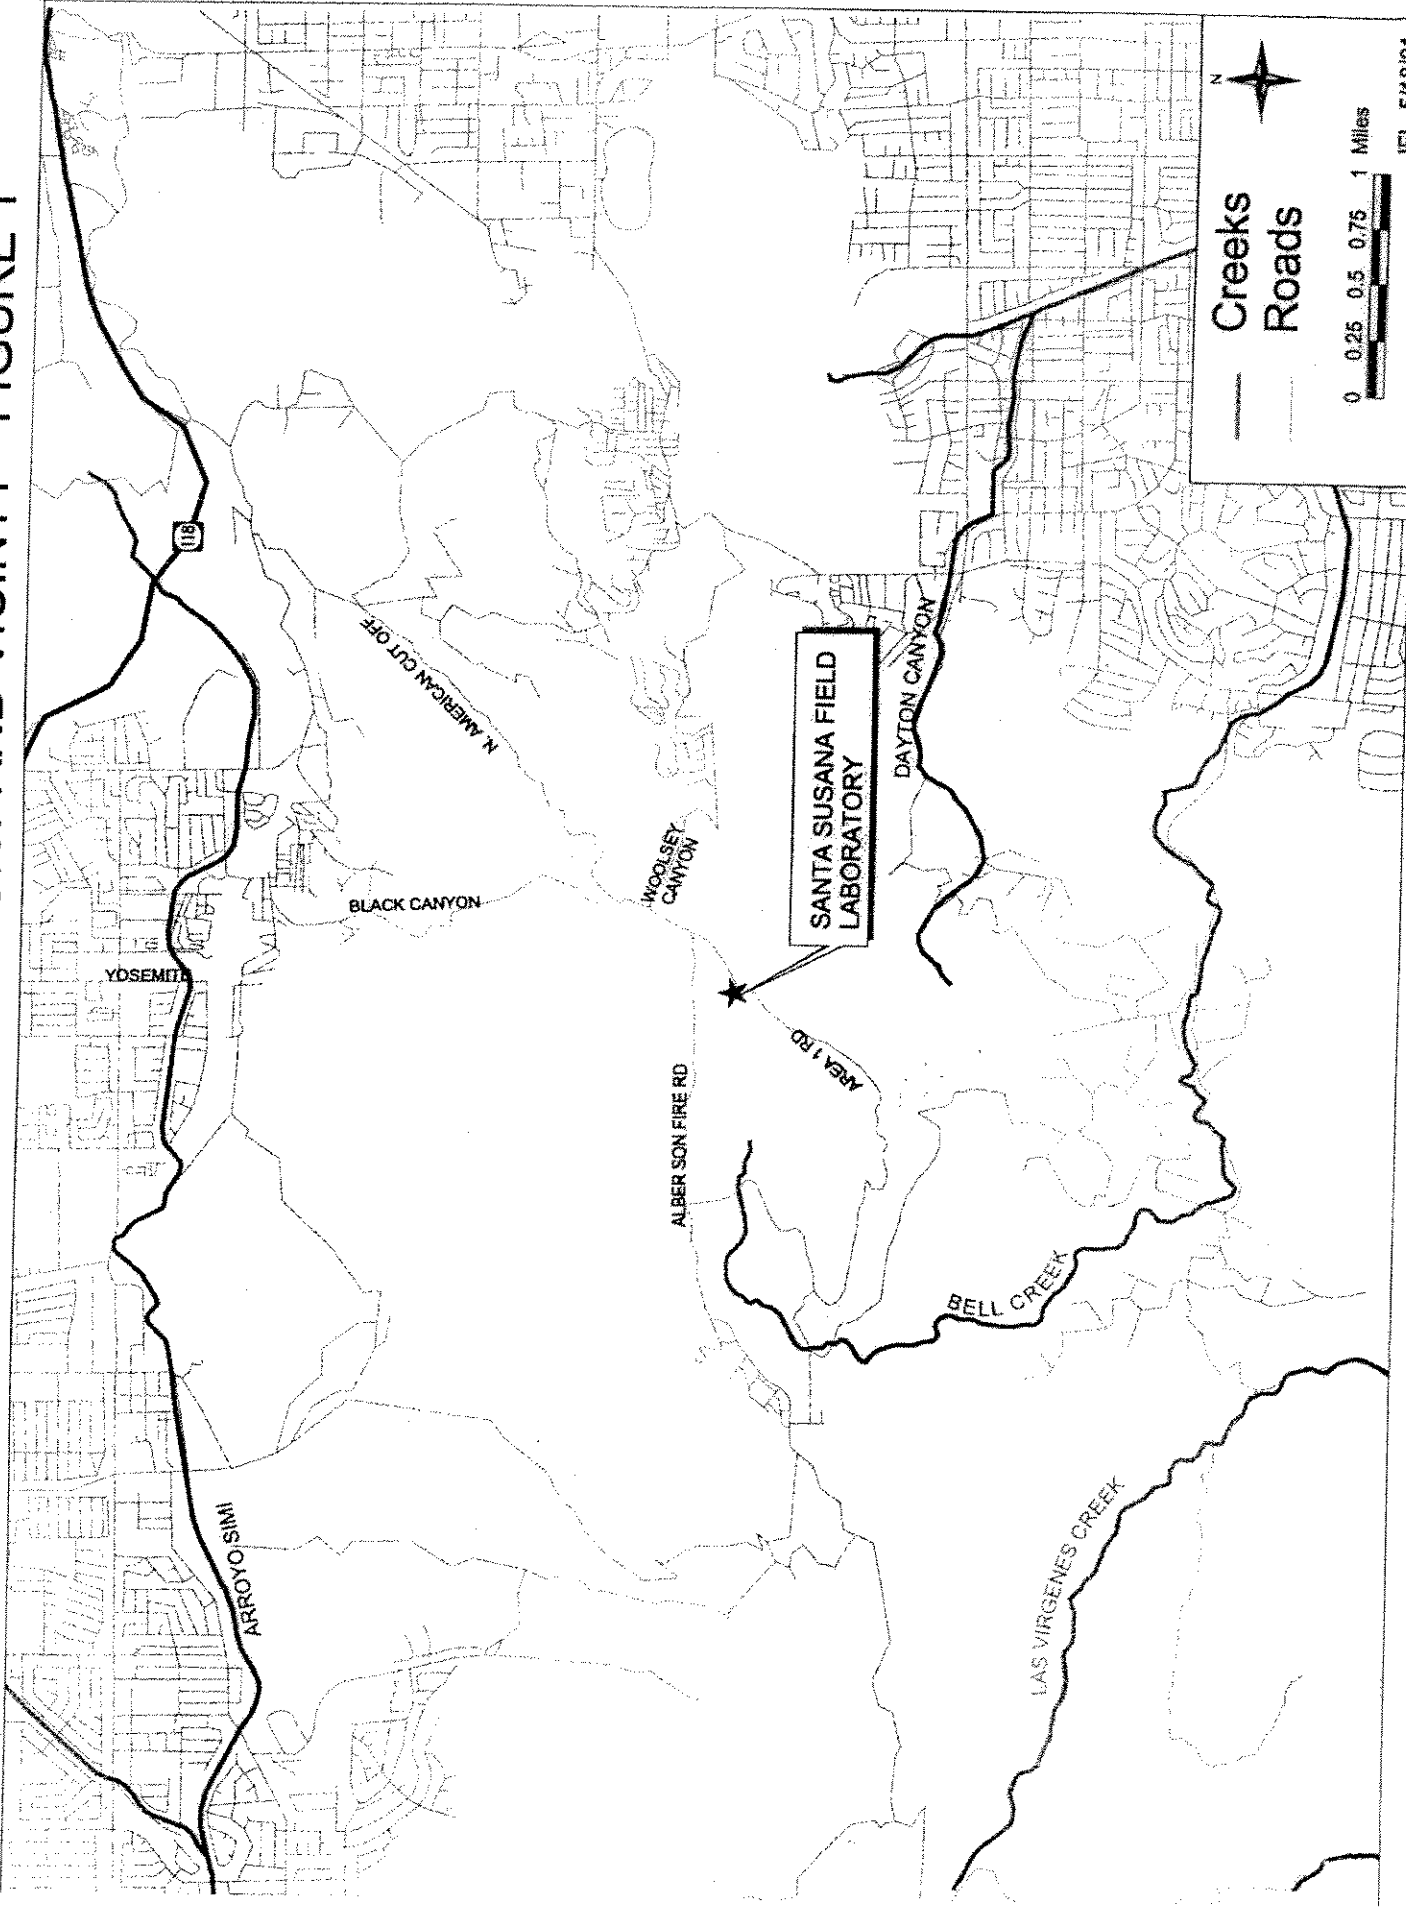 FIGURE 1
118
N. AMERICAN CUT OFF
YOSEMITE
BLACK CANYON
WOOLSEY
CANYON
SANTA SUSANA FIELD
LABORATORY
DAYTON CANYON
ALBER SON FIRE RD
AREA 1 RD
BELL CREEK
ARROYO SIMI
LAS VIRGENES CREEK
N
Creeks
Roads
0 0.25 0.5 0.75 1 Miles